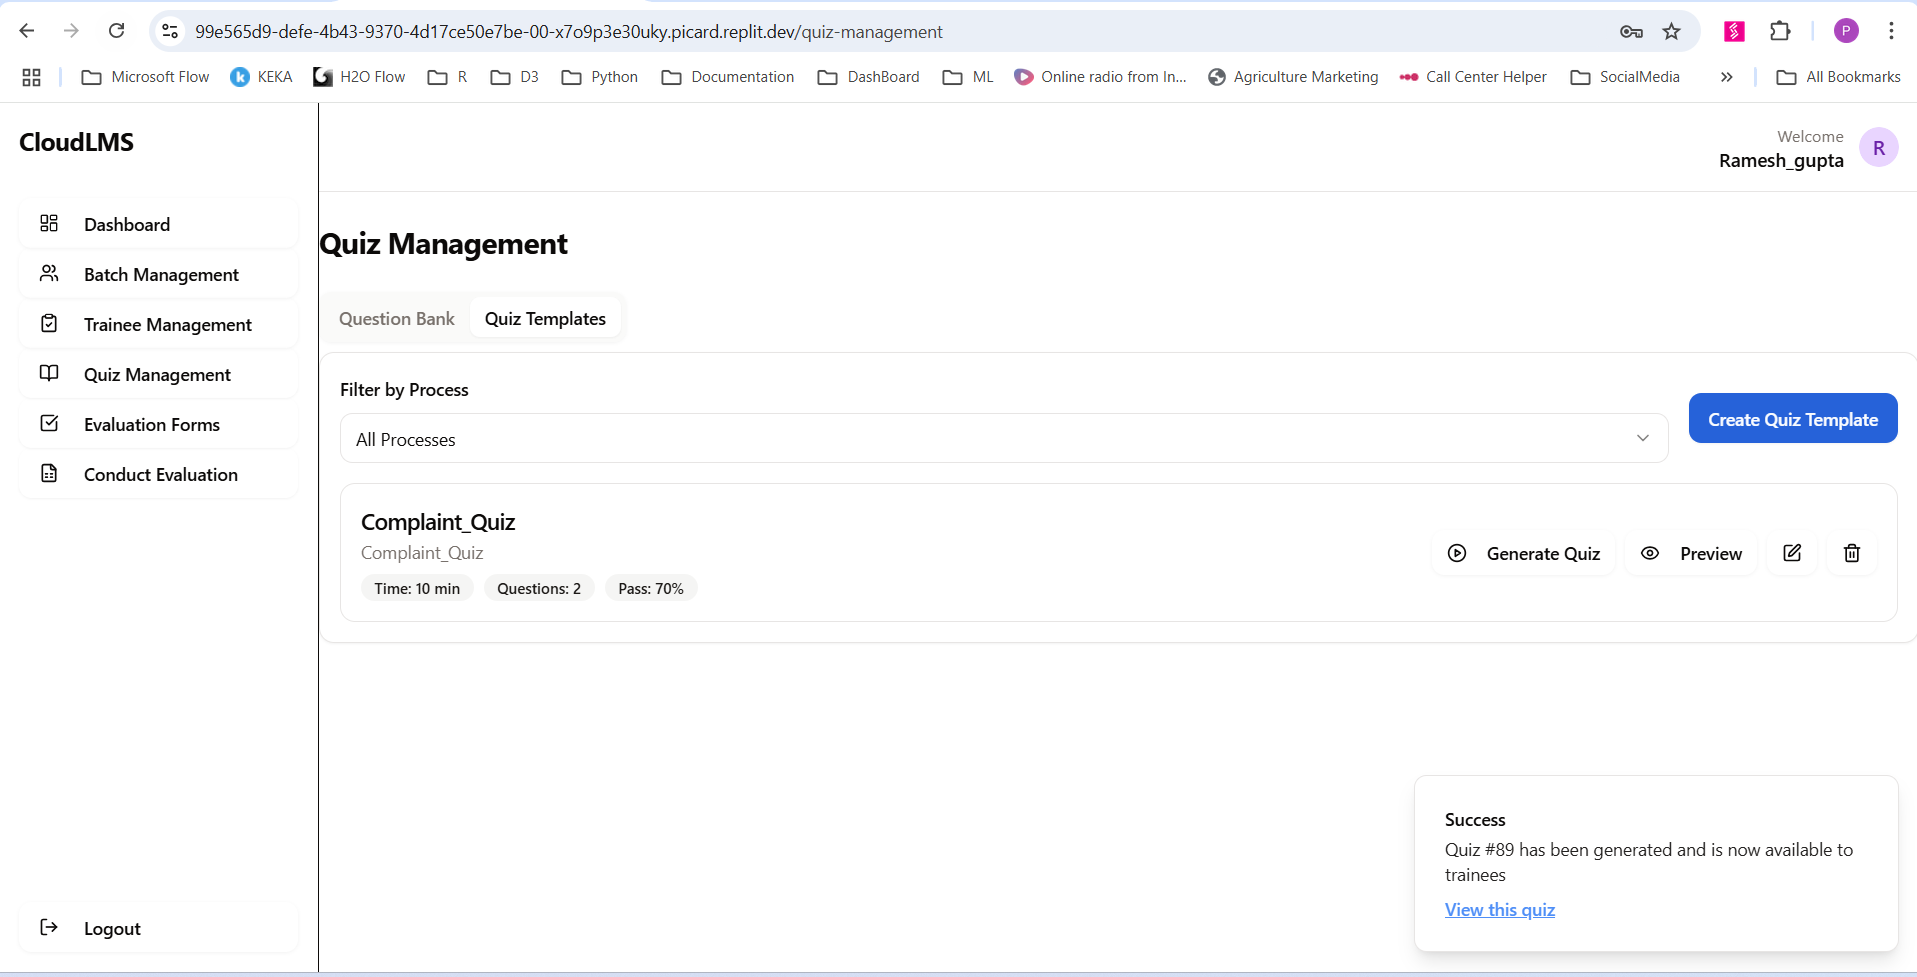 99e565d9-defe-4b43-9370-4d17ce50e7be-00-x7o9p3e30uky.picard.replit.dev/quiz-management
P
Microsoft Flow
KEKA
H2O Flow
R
D3
Python
Documentation
DashBoard
ML
Online radio from In...
Agriculture Marketing
Call Center Helper
SocialMedia
All Bookmarks
CloudLMS
Welcome
Ramesh_gupta
R
Dashboard
Batch Management
Trainee Management
Quiz Management
Evaluation Forms
Conduct Evaluation
Logout
Quiz Management
Question Bank
Quiz Templates
Filter by Process
All Processes
Create Quiz Template
Complaint_Quiz
Complaint_Quiz
Time: 10 min
Questions: 2
Pass: 70%
Generate Quiz
Preview
Success
Quiz #89 has been generated and is now available to
trainees
View this quiz